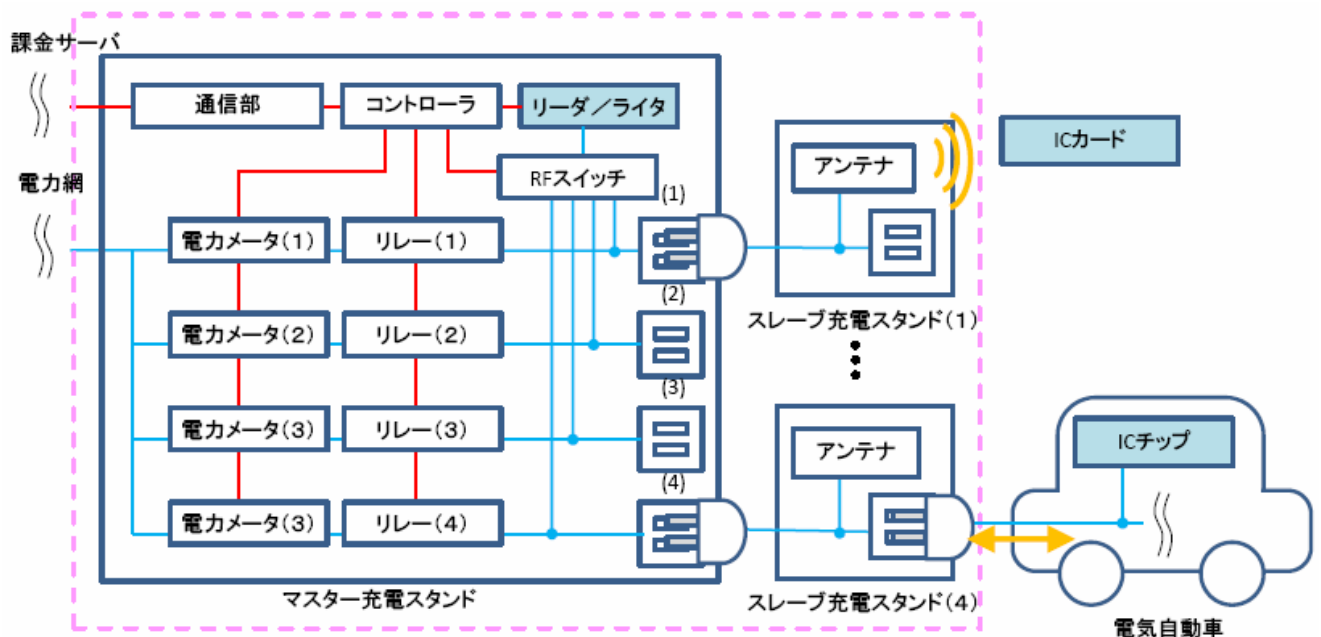 課金サーバ
通信部
コントローラ
リーダ／ライタ
ICカード
アンテナ
電力網
RFスイッチ
(1)
電力メータ(1)
リレー(1)
(2)
スレーブ充電スタンド(1)
電力メータ(2)
リレー(2)
(3)
電力メータ(3)
リレー(3)
アンテナ
ICチップ
(4)
電力メータ(3)
リレー(4)
マスター充電スタンド
スレーブ充電スタンド(4)
電気自動車